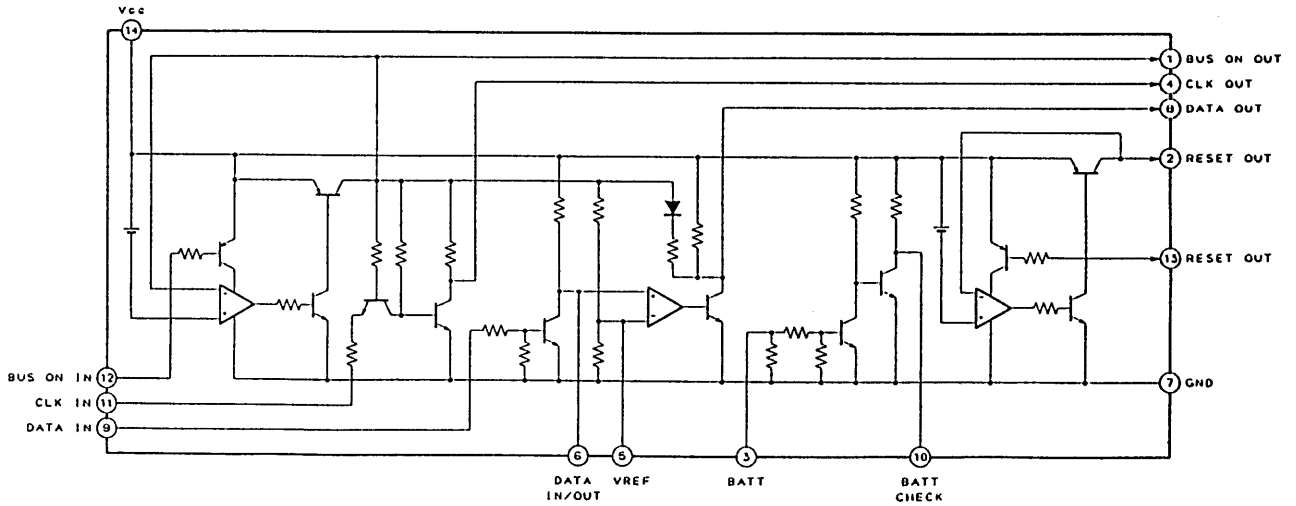 Vcc
14
1 BUS ON OUT
4 CLK OUT
8 DATA OUT
2 RESET OUT
13 RESET OUT
BUS ON IN 12
7 GND
CLK IN 11
DATA IN 9
6 5 3 10
DATA IN/OUT
VREF
BATT
BATT CHECK